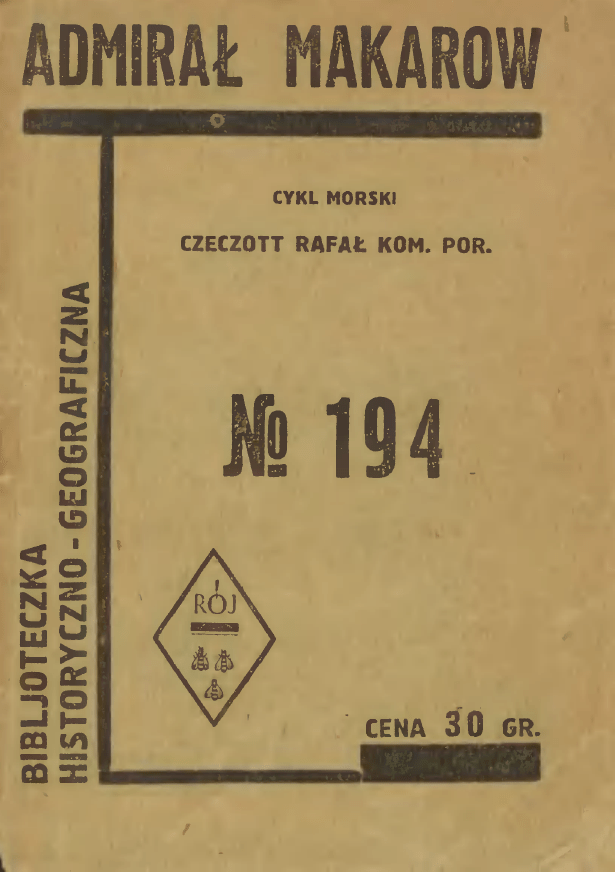 ADMIRAŁ MAKAROW
CYKL MORSKI
CZECZOTT RAFAŁ KOM. POR.
№ 194
BIBLJOTECZKA
HISTORYCZNO-GEOGRAFICZNA
RÓJ
CENA 30 GR.